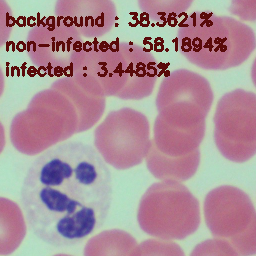 background : 38.3621%
non-infected : 58.1894%
infected : 3.4485%